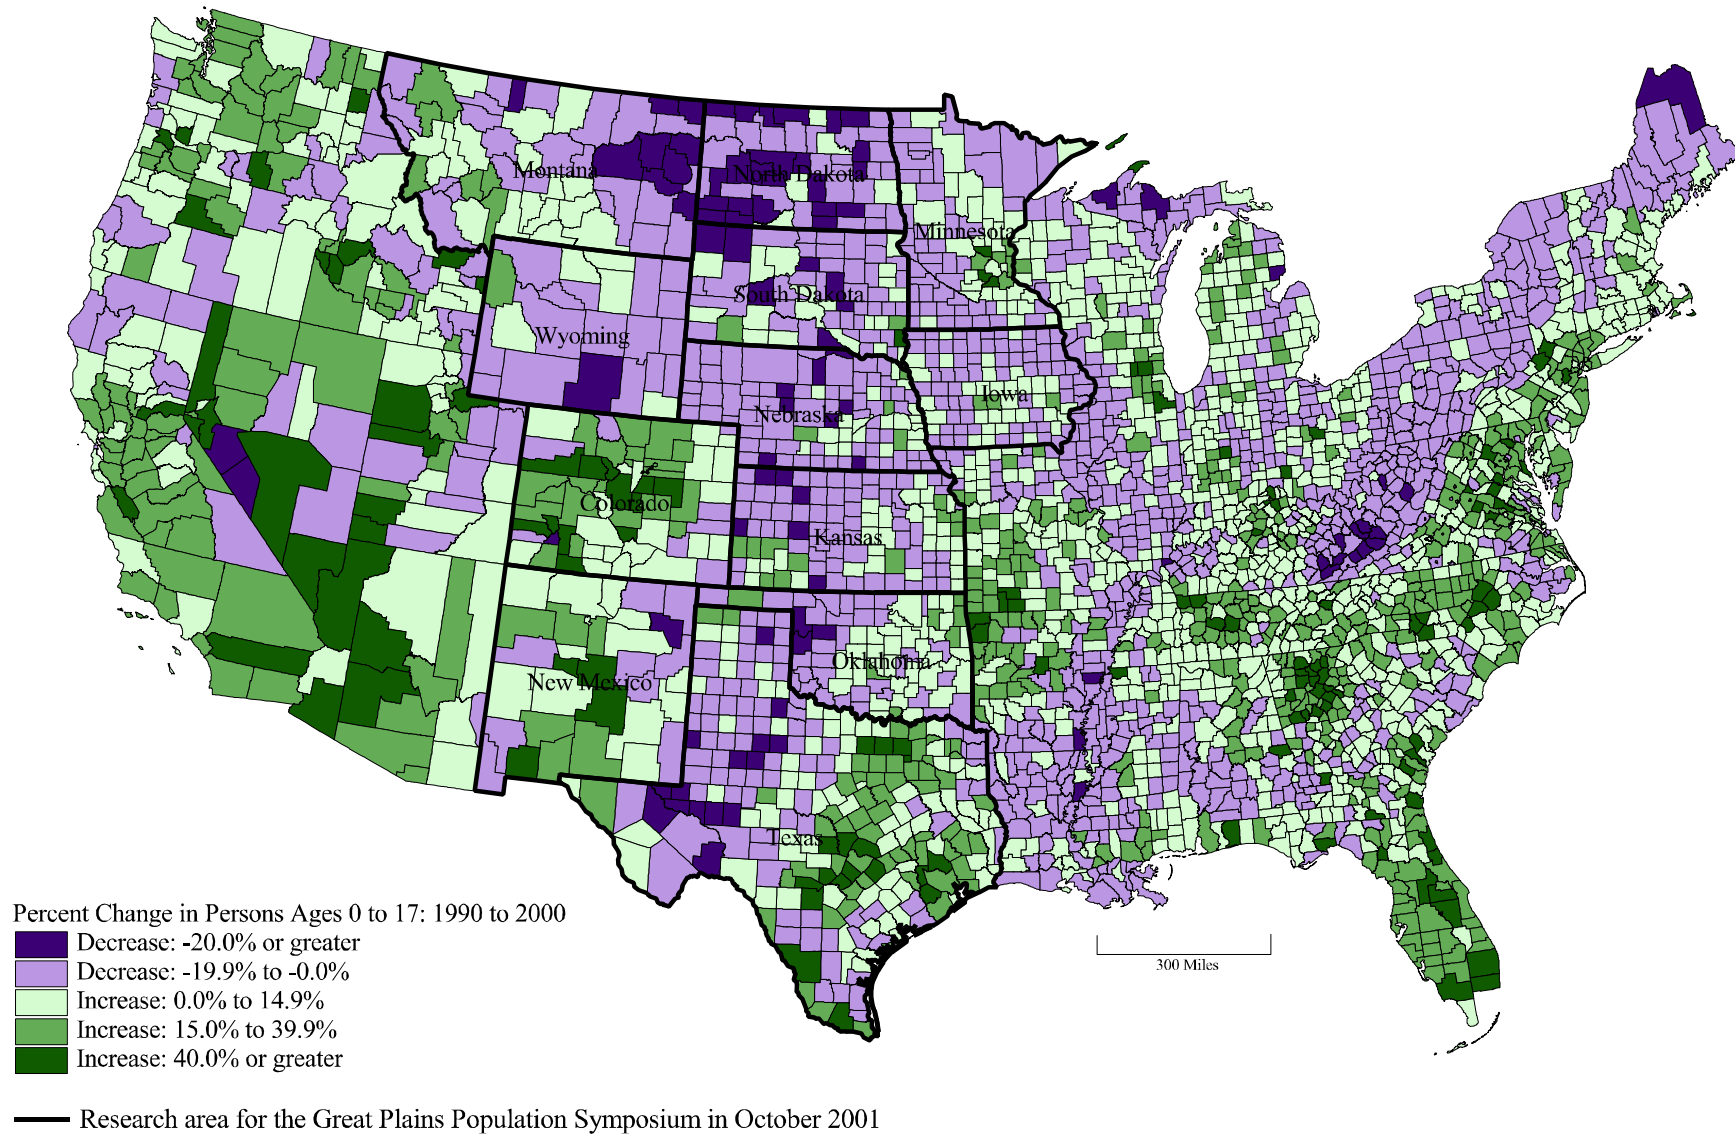 Montana
North Dakota
Minnesota
South Dakota
Wyoming
Iowa
Nebraska
Colorado
Kansas
Oklahoma
New Mexico
Texas
Percent Change in Persons Ages 0 to 17: 1990 to 2000
Decrease: -20.0% or greater
Decrease: -19.9% to -0.0%
Increase: 0.0% to 14.9%
Increase: 15.0% to 39.9%
Increase: 40.0% or greater
300 Miles
Research area for the Great Plains Population Symposium in October 2001